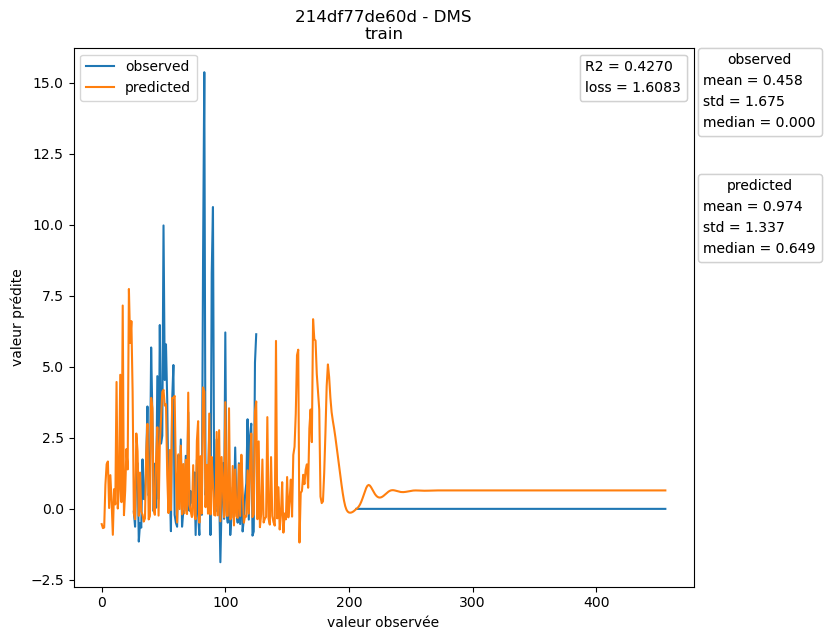 214df77de60d - DMS
train
observed
predicted
R2 = 0.4270
loss = 1.6083
observed
mean = 0.458
std = 1.675
median = 0.000
predicted
mean = 0.974
std = 1.337
median = 0.649
valeur prédite
15.0
12.5
10.0
7.5
5.0
2.5
0.0
−2.5
0
100
200
300
400
valeur observée